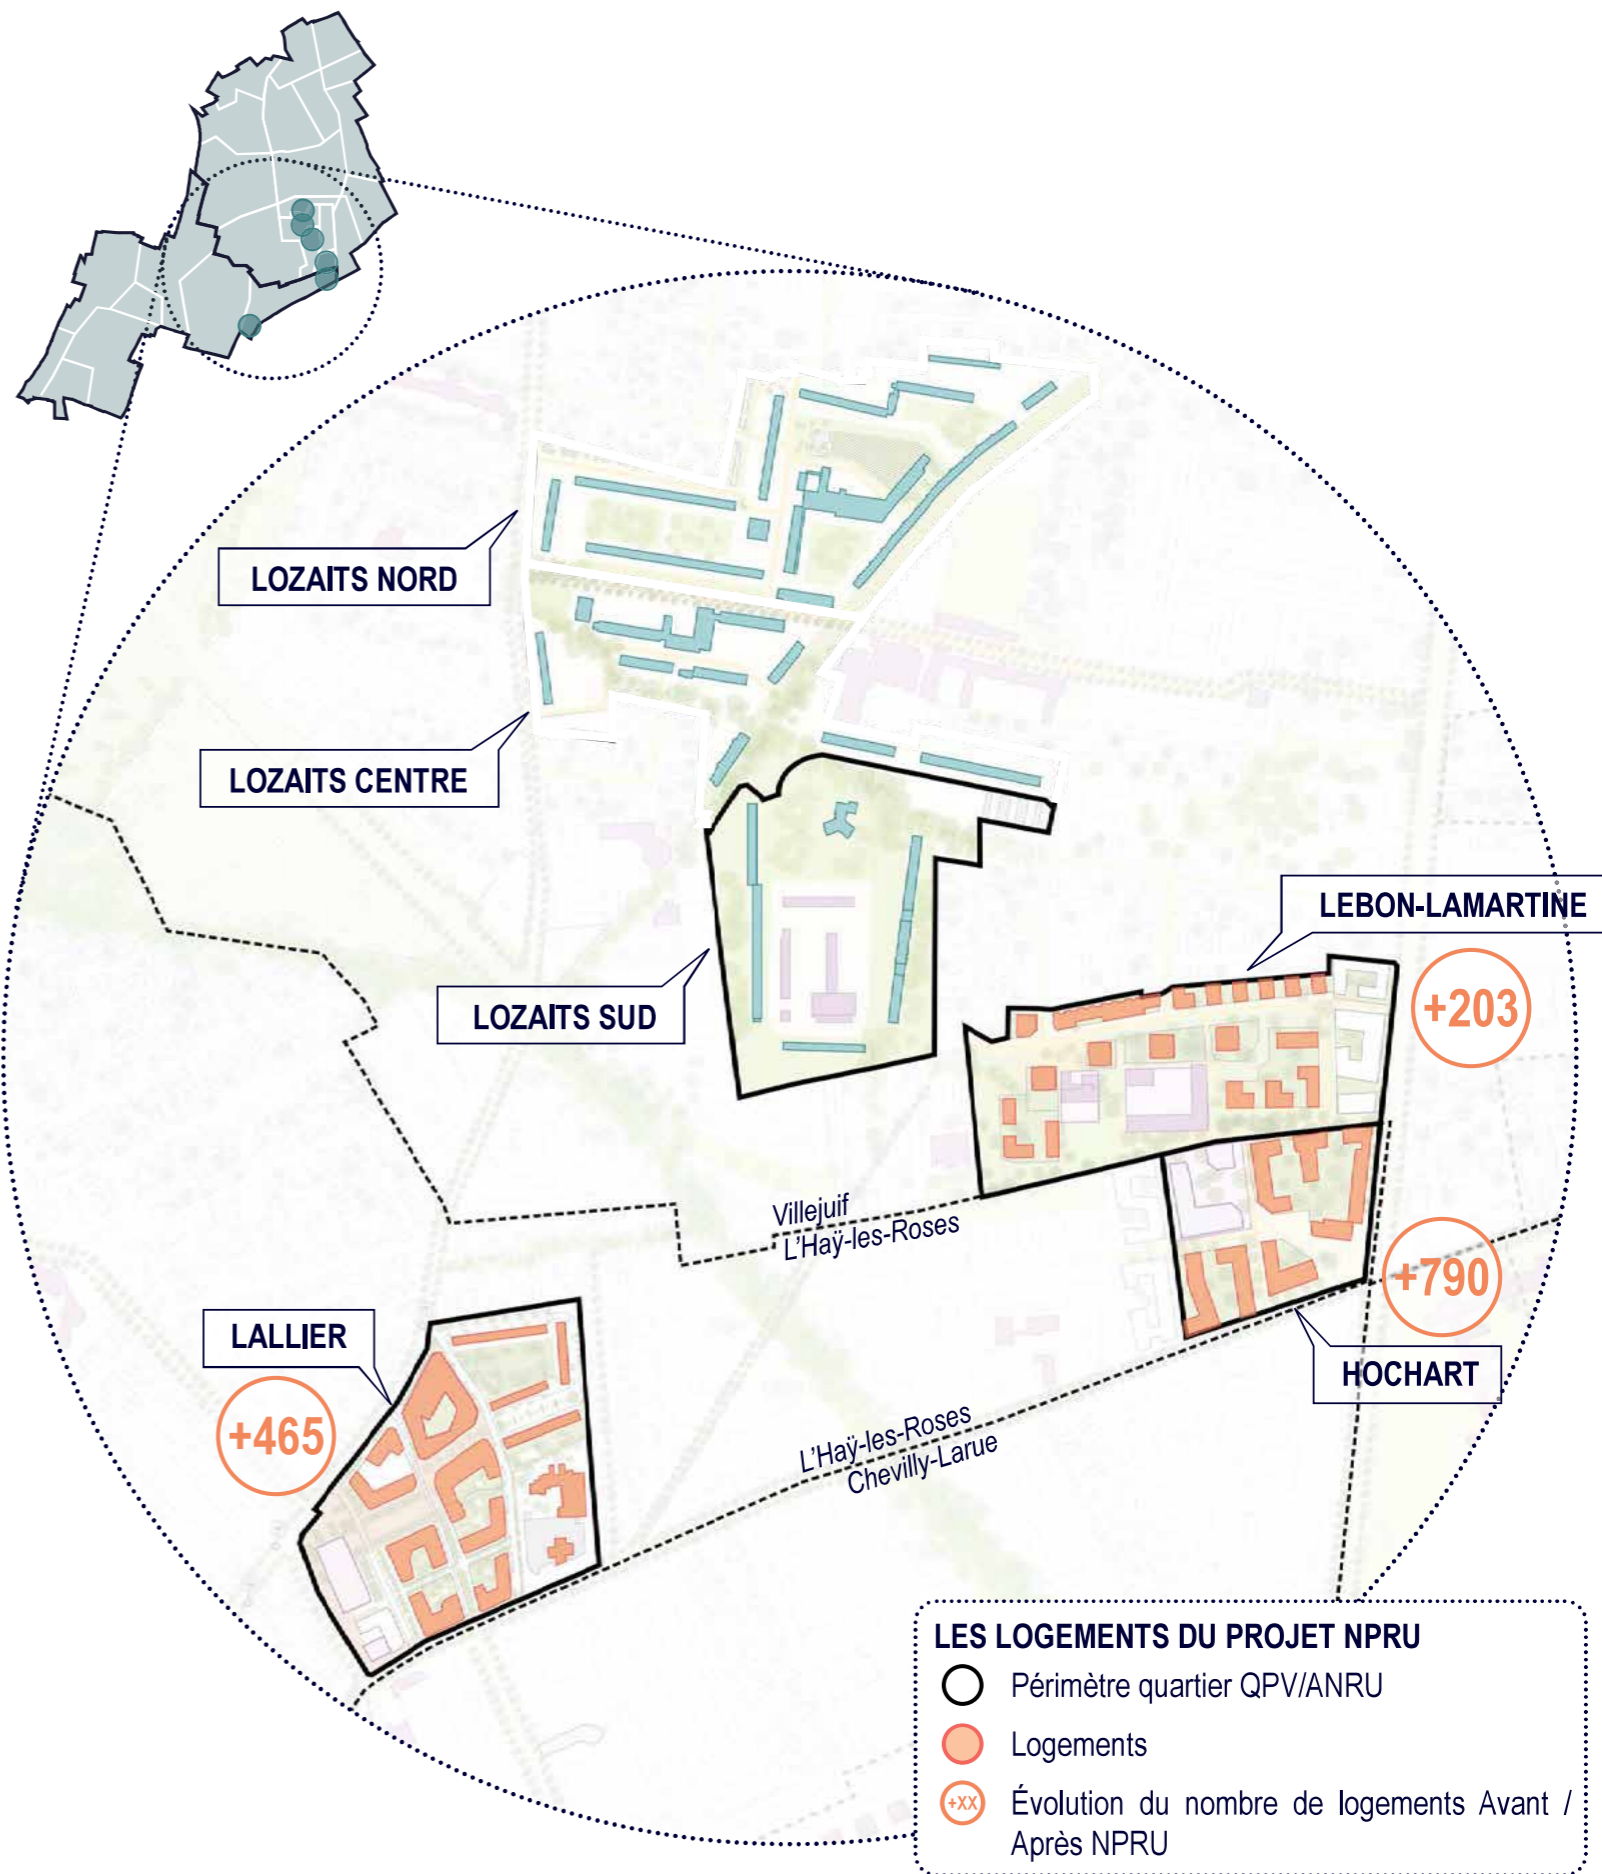 LOZAITS NORD
LOZAITS CENTRE
LEBON-LAMARTINE
+203
LOZAITS SUD
Villejuif
L'Haÿ-les-Roses
+790
LALLIER
HOCHART
+465
L'Haÿ-les-Roses
Chevilly-Larue
LES LOGEMENTS DU PROJET NPRU
Périmètre quartier QPV/ANRU
Logements
+XX
Évolution du nombre de logements Avant /
Après NPRU